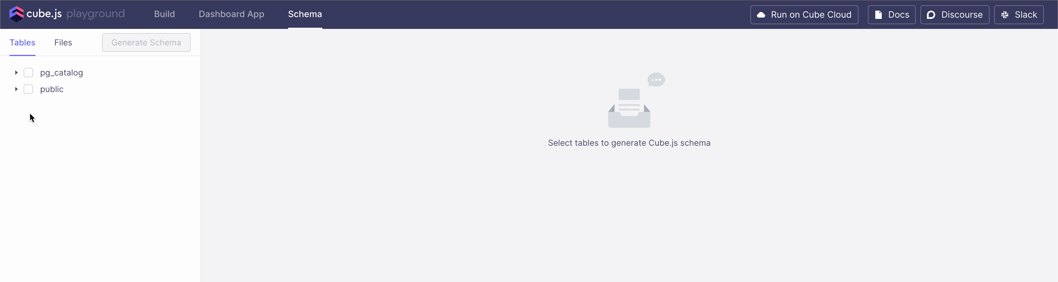 cube.js playground Build Dashboard App Schema Run on Cube Cloud Docs Discourse Slack
Tables Files Generate Schema
pg_catalog
public
Select tables to generate Cube.js schema